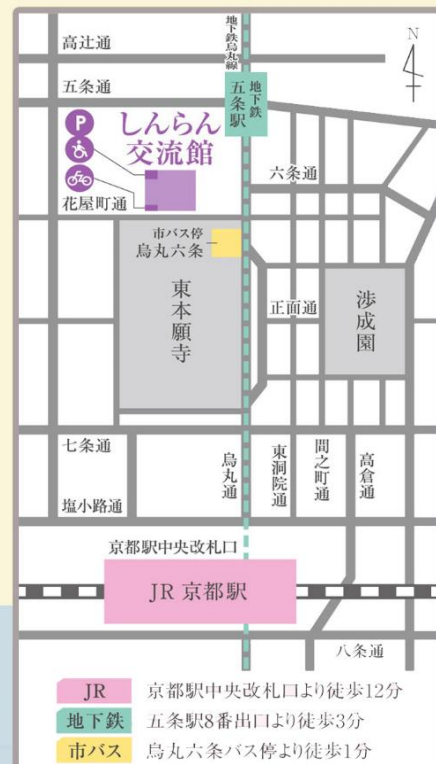 高辻通
地下鉄烏丸線
N
五条通
地下鉄
五条駅
P
しんらん
交流館
六条通
花屋町通
市バス停
烏丸六条
東本願寺
正面通
渉成園
七条通
烏丸通
東洞院通
間之町通
高倉通
塩小路通
京都駅中央改札口
JR 京都駅
八条通
JR 京都駅中央改札口より徒歩12分
地下鉄 五条駅8番出口より徒歩3分
市バス 烏丸六条バス停より徒歩1分